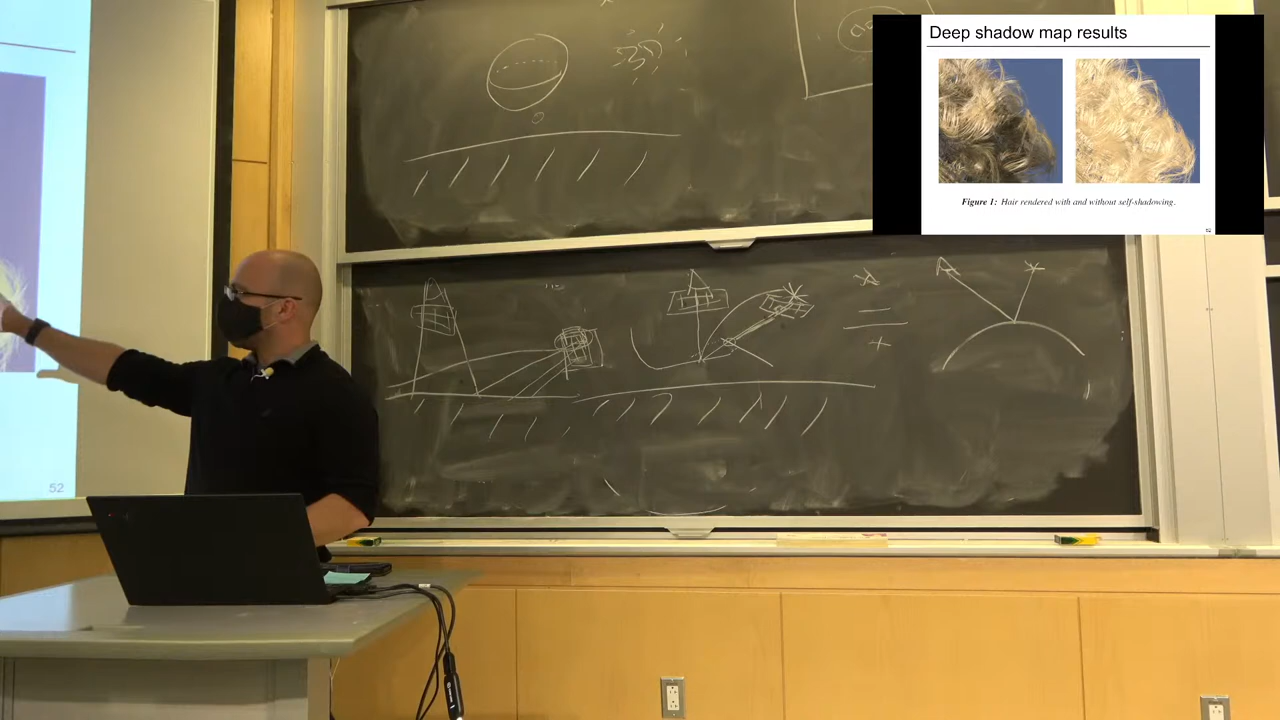 Deep shadow map results
Figure 1: Hair rendered with and without self-shadowing.
52